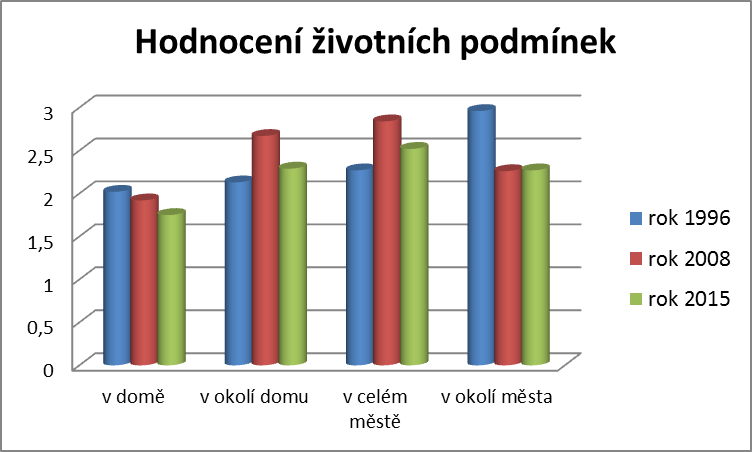 Hodnocení životních podmínek
3
2,5
2
1,5
1
0,5
0
v domě
v okolí domu
v celém
městě
v okolí města
rok 1996
rok 2008
rok 2015